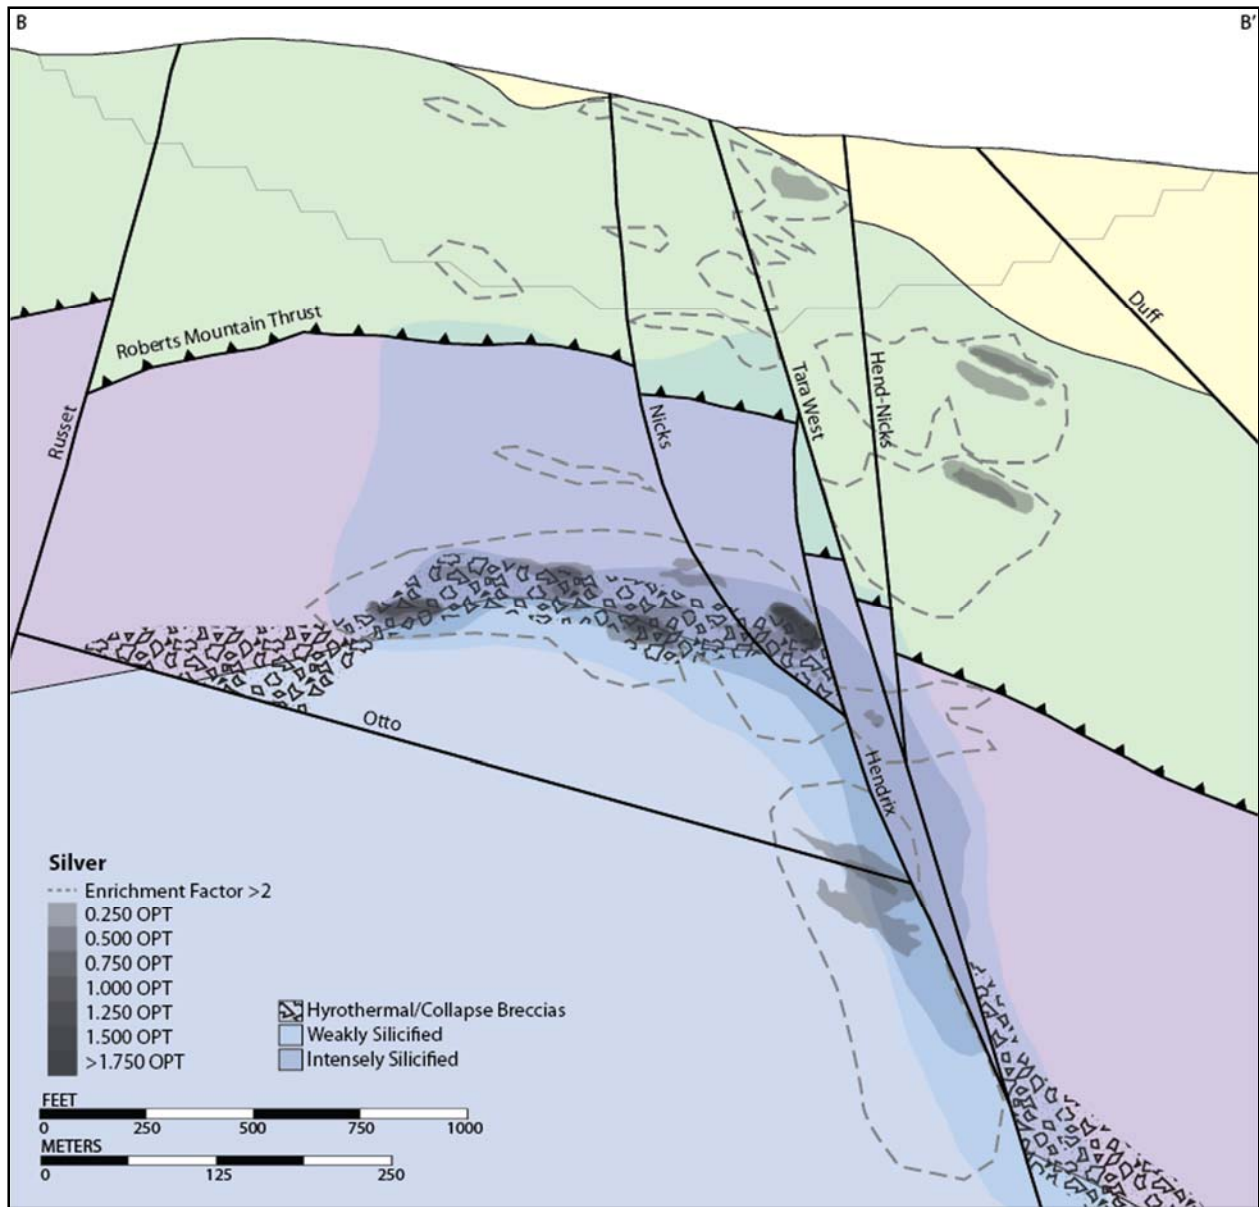 B
B'
Roberts Mountain Thrust
Russet
Nicks
Tara West
Hend-Nicks
Duff
Otto
Hendrix
Silver
Enrichment Factor >2
0.250 OPT
0.500 OPT
0.750 OPT
1.000 OPT
1.250 OPT
1.500 OPT
>1.750 OPT
Hyrothermal/Collapse Breccias
Weakly Silicified
Intensely Silicified
FEET
0 250 500 750 1000
METERS
0 125 250